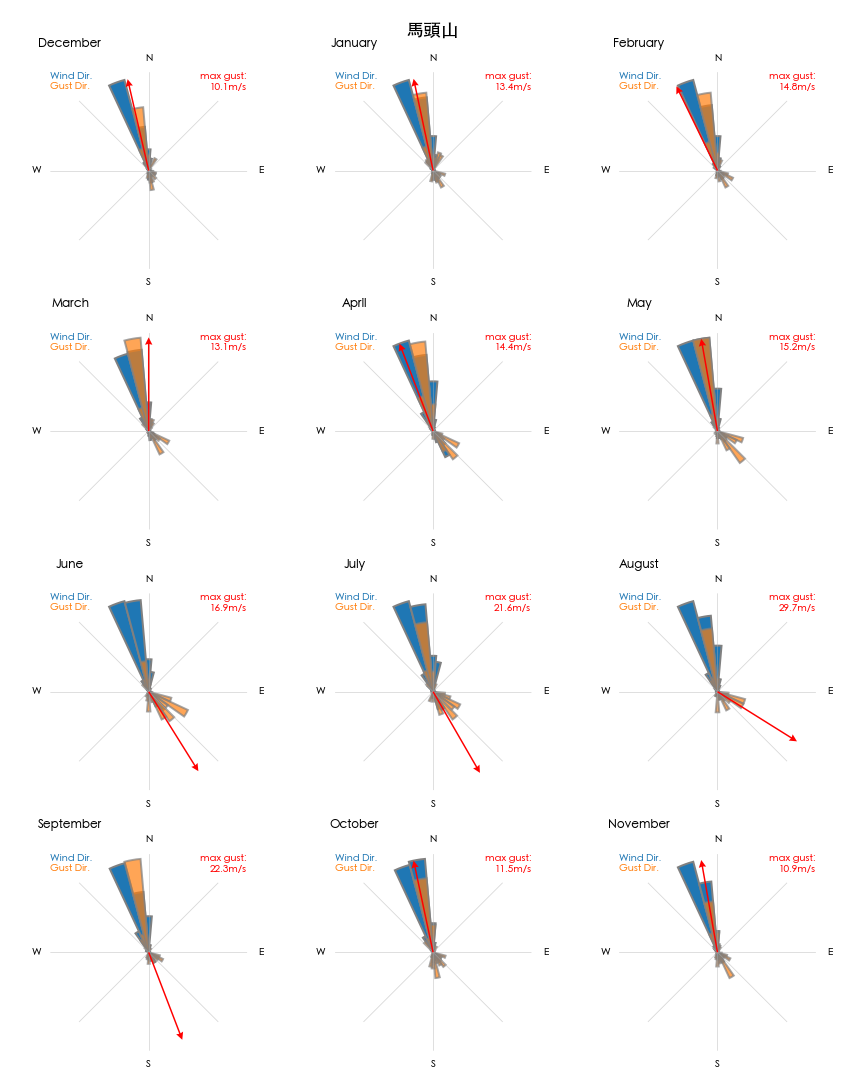 馬頭山
December
N
Wind Dir.
Gust Dir.
max gust:
10.1m/s
W
E
S
January
N
Wind Dir.
Gust Dir.
max gust:
13.4m/s
W
E
S
February
N
Wind Dir.
Gust Dir.
max gust:
14.8m/s
W
E
S
March
N
Wind Dir.
Gust Dir.
max gust:
13.1m/s
W
E
S
April
N
Wind Dir.
Gust Dir.
max gust:
14.4m/s
W
E
S
May
N
Wind Dir.
Gust Dir.
max gust:
15.2m/s
W
E
S
June
N
Wind Dir.
Gust Dir.
max gust:
16.9m/s
W
E
S
July
N
Wind Dir.
Gust Dir.
max gust:
21.6m/s
W
E
S
August
N
Wind Dir.
Gust Dir.
max gust:
29.7m/s
W
E
S
September
N
Wind Dir.
Gust Dir.
max gust:
22.3m/s
W
E
S
October
N
Wind Dir.
Gust Dir.
max gust:
11.5m/s
W
E
S
November
N
Wind Dir.
Gust Dir.
max gust:
10.9m/s
W
E
S